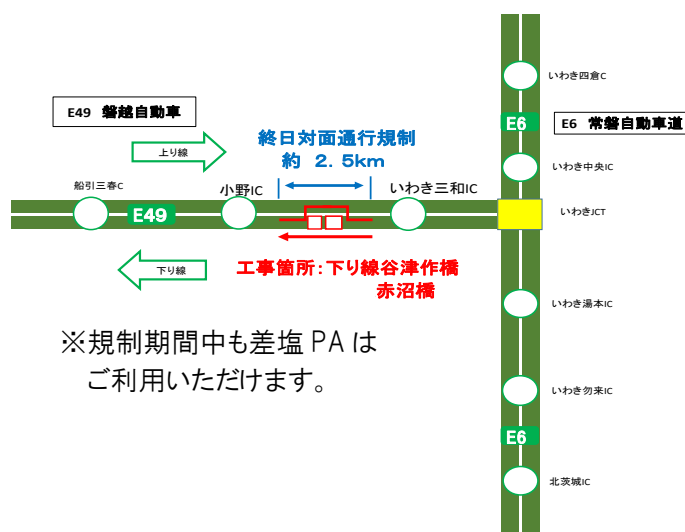 いわき四倉C
E49 磐越自動車
E6
E6 常磐自動車道
終日対面通行規制
約 2.5km
上り線
いわき中央IC
船引三春C
小野IC
いわき三和IC
E49
いわきJCT
下り線
工事箇所:下り線谷津作橋
赤沼橋
いわき湯本IC
※規制期間中も差塩 PA は
ご利用いただけます。
いわき勿来IC
E6
北茨城IC